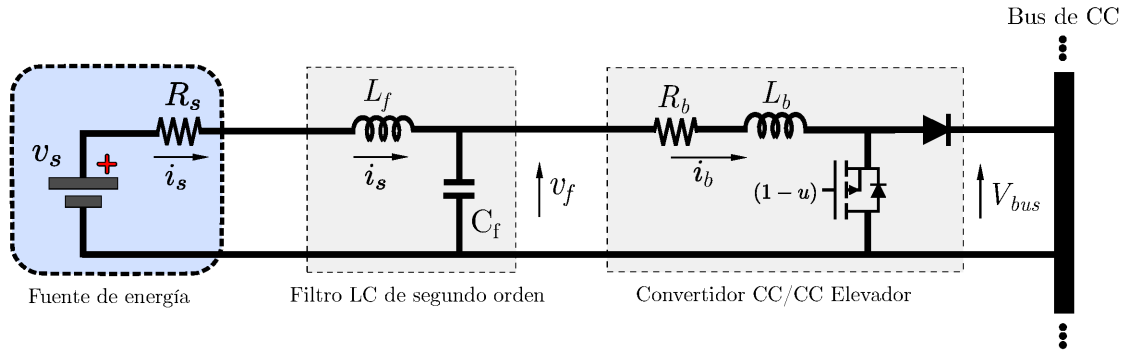 Bus de CC
R_s
L_f
R_b
L_b
v_s
+
i_s
i_s
v_f
i_b
(1 − u)
V_bus
C_f
Fuente de energía
Filtro LC de segundo orden
Convertidor CC/CC Elevador